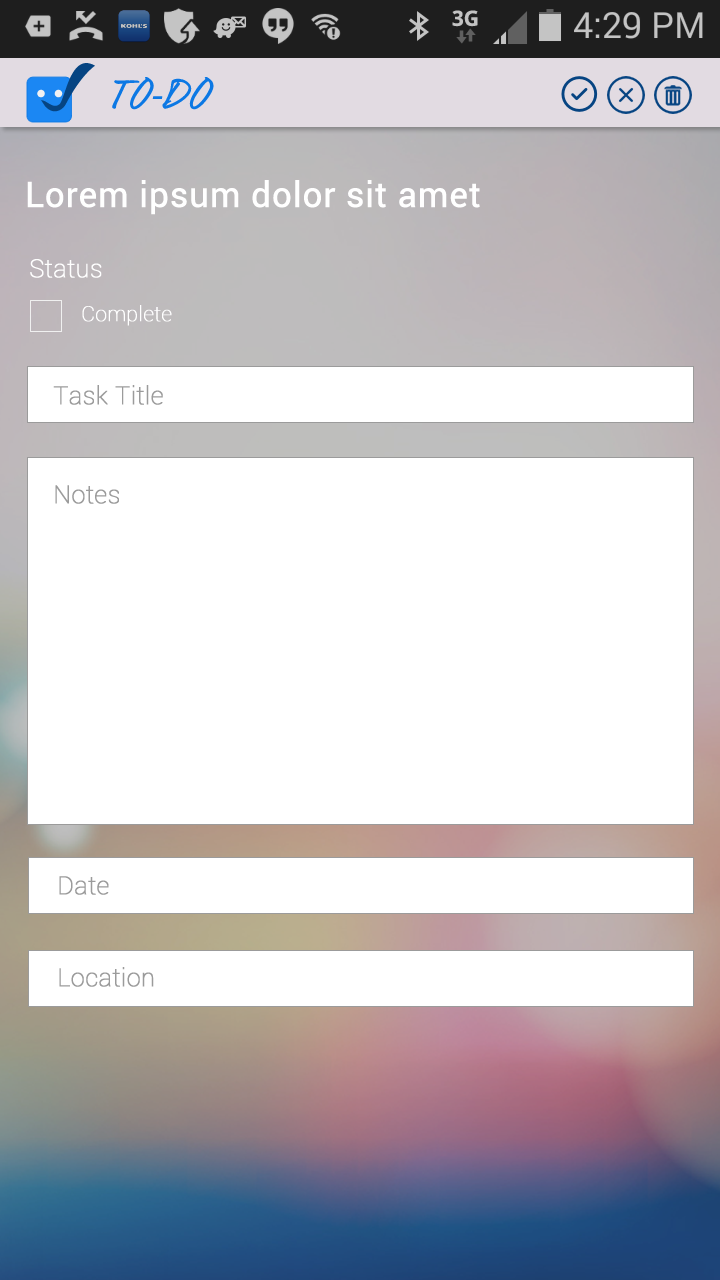 KOHL'S
3G
4:29 PM
TO-DO
Lorem ipsum dolor sit amet
Status
Complete
Task Title
Notes
Date
Location